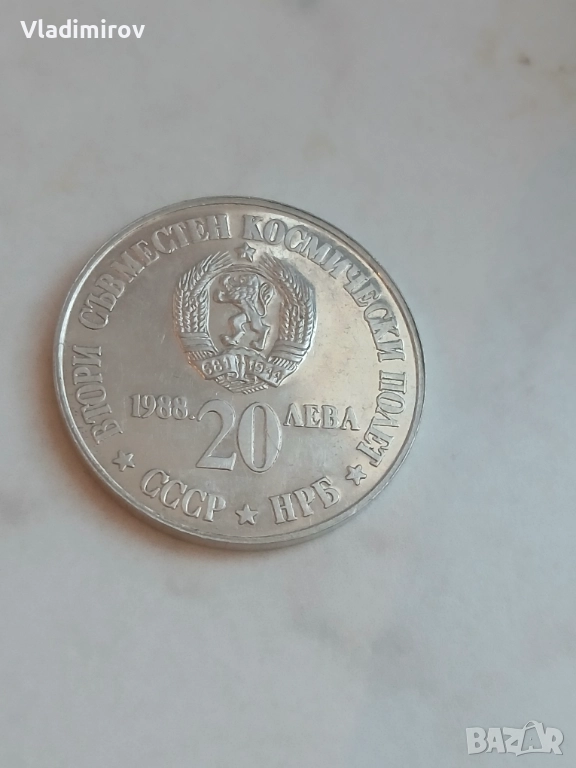 Vladimirov
ВТОРИ СЪВМЕСТЕН КОСМИЧЕСКИ ПОЛЕТ
681 1944
1988. 20 ЛЕВА
★ СССР ★ НРБ ★
BAZAR